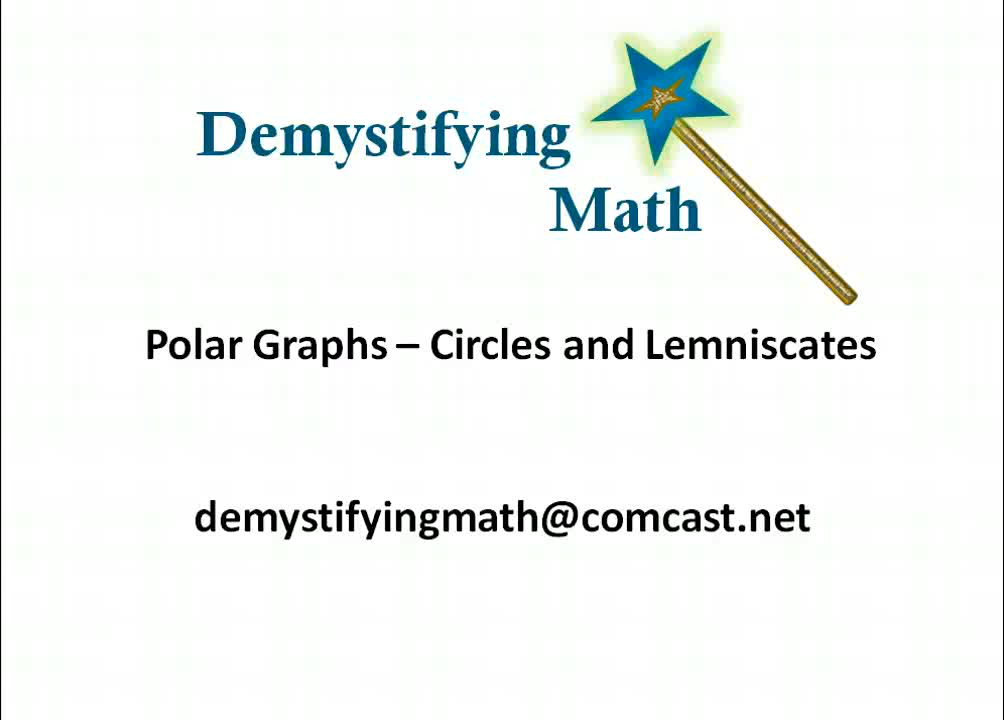 Demystifying
Math
Polar Graphs – Circles and Lemniscates
demystifyingmath@comcast.net